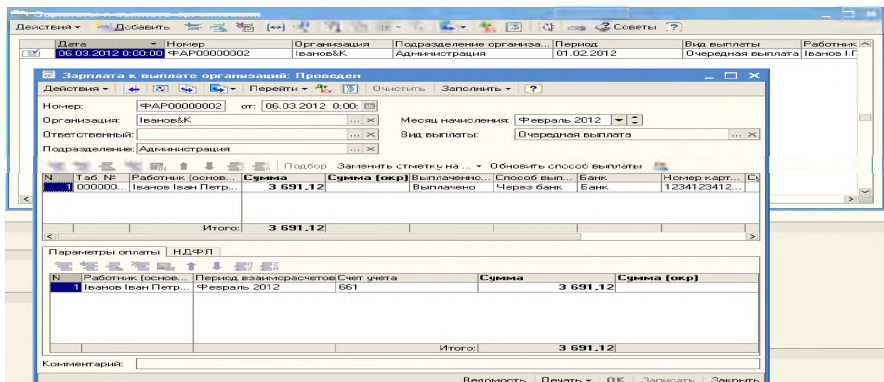 Зарплата к выплате организаций
Действия Добавить Советы ?
Дата Номер Организация Подразделение организа... Период Вид выплаты Работник
06.03.2012 0:00:00 ФАР00000002 Іванов&К Администрация 01.02.2012 Очередная выплата Іванов І.П
Зарплата к выплате организаций: Проведен
Действия Перейти Очистить Заполнить ?
Номер: ФАР00000002 от: 06.03.2012 0:00:
Организация: Іванов&К Месяц начисления: Февраль 2012
Ответственный: Вид выплаты: Очередная выплата
Подразделение: Администрация
Подбор Заменить отметку на ... Обновить способ выплаты
N Таб. № Работник (основ... Сумма Сумма (окр) Выплаченно... Способ вып... Банк Номер карт... Су
1 000000... Іванов Іван Петр... 3 691,12 Выплачено Через банк Банк 1234123412...
Итого: 3 691,12
Параметры оплаты НДФЛ
N Работник (основ... Период взаиморасчетов Счет учета Сумма Сумма (окр)
1 Іванов Іван Петр... Февраль 2012 661 3 691,12
Итого: 3 691,12
Комментарий:
Ведомость Печать OK Записать Закрыть